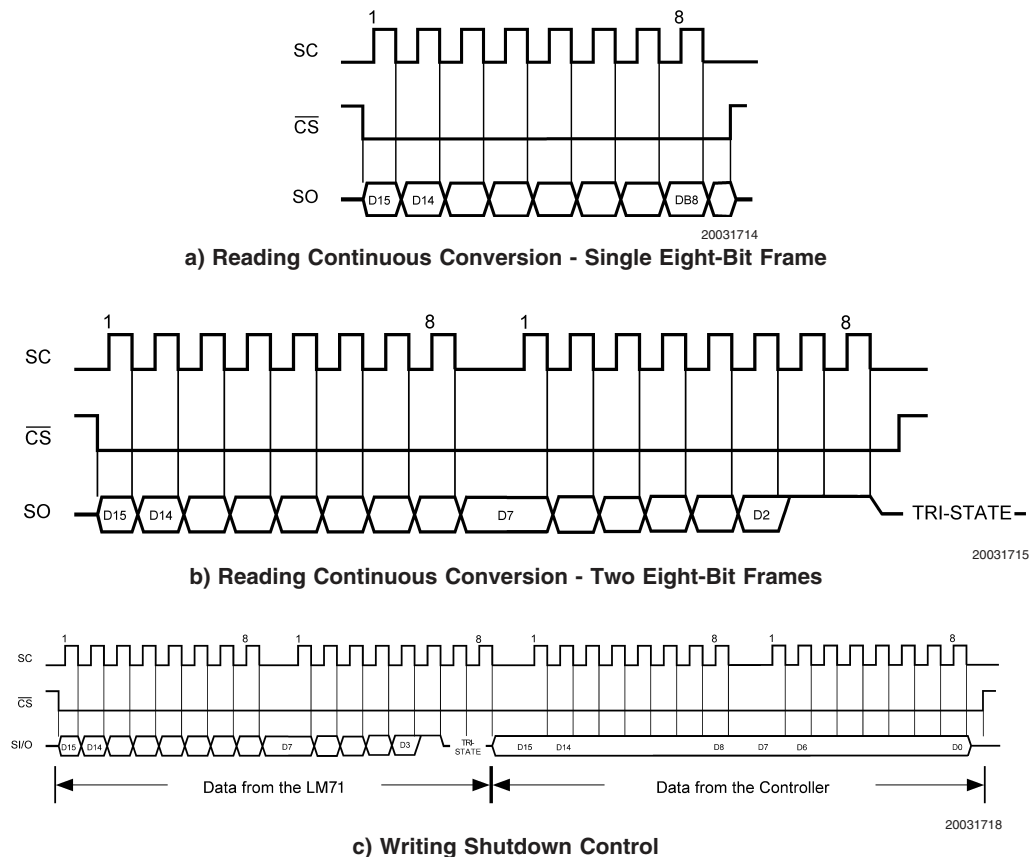 1 8
SC
CS
SO D15 D14 DB8
20031714
a) Reading Continuous Conversion - Single Eight-Bit Frame
1 8 1 8
SC
CS
SO D15 D14 D7 D2 TRI-STATE
20031715
b) Reading Continuous Conversion - Two Eight-Bit Frames
1 8 1 8 1 8 1 8
SC
CS
SI/O D15 D14 D7 D3 TRI-STATE D15 D14 D8 D7 D6 D0
Data from the LM71 Data from the Controller
20031718
c) Writing Shutdown Control